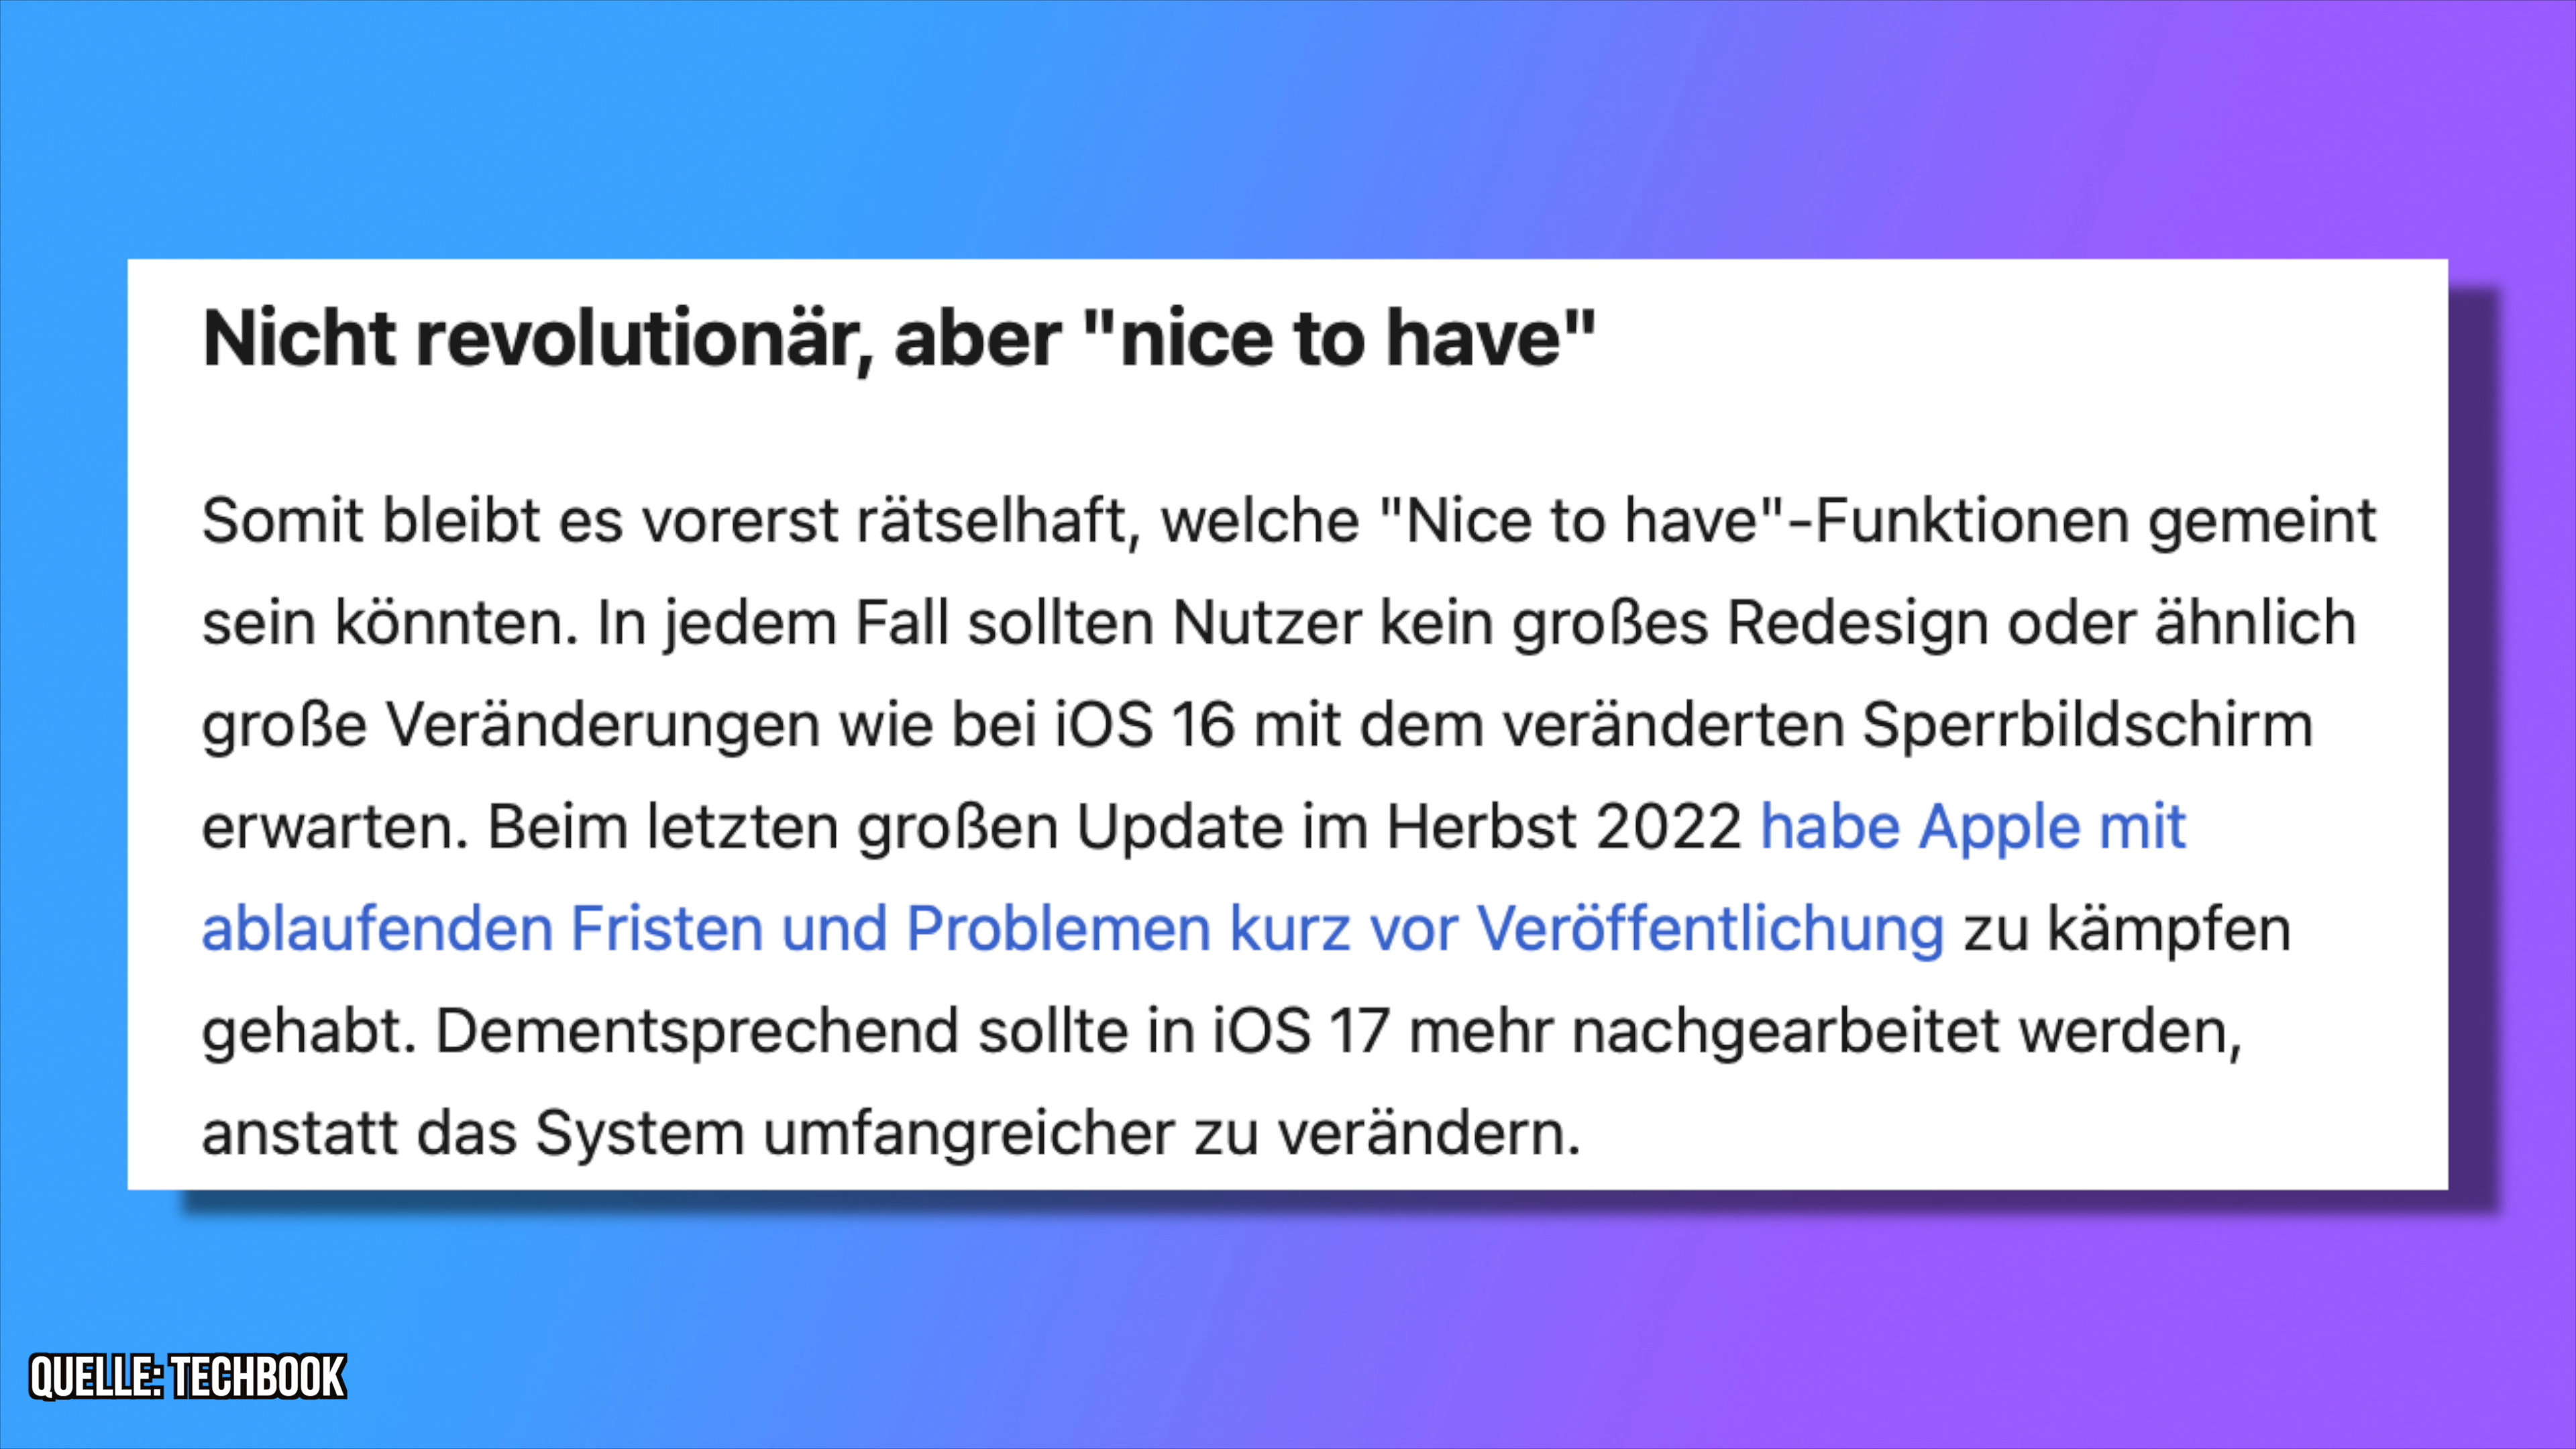 Nicht revolutionär, aber "nice to have"
Somit bleibt es vorerst rätselhaft, welche "Nice to have"-Funktionen gemeint
sein könnten. In jedem Fall sollten Nutzer kein großes Redesign oder ähnlich
große Veränderungen wie bei iOS 16 mit dem veränderten Sperrbildschirm
erwarten. Beim letzten großen Update im Herbst 2022 habe Apple mit
ablaufenden Fristen und Problemen kurz vor Veröffentlichung zu kämpfen
gehabt. Dementsprechend sollte in iOS 17 mehr nachgearbeitet werden,
anstatt das System umfangreicher zu verändern.
QUELLE: TECHBOOK